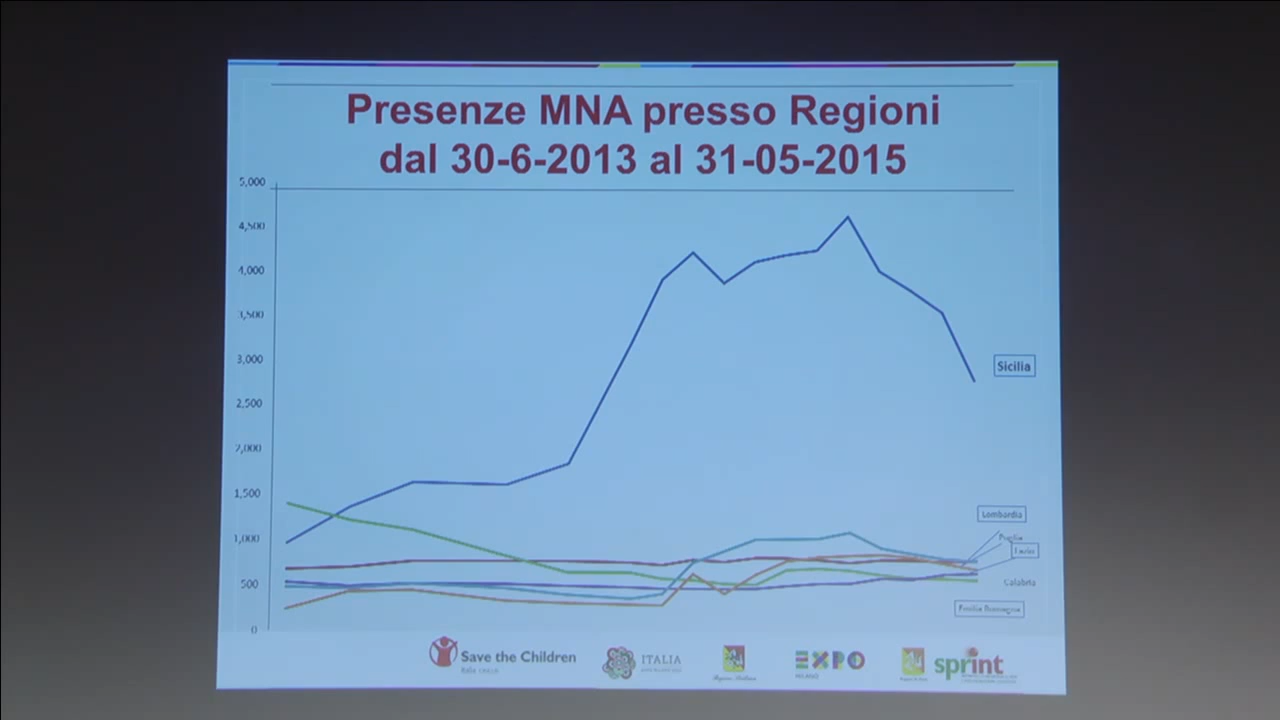 Presenze MNA presso Regioni
dal 30-6-2013 al 31-05-2015
5,000
4,500
4,000
3,500
3,000
2,500
2,000
1,500
1,000
500
0
Sicilia
Lombardia
Puglia
Lazio
Calabria
Emilia Romagna
Save the Children
ITALIA
EXPO
MILANO
sprint